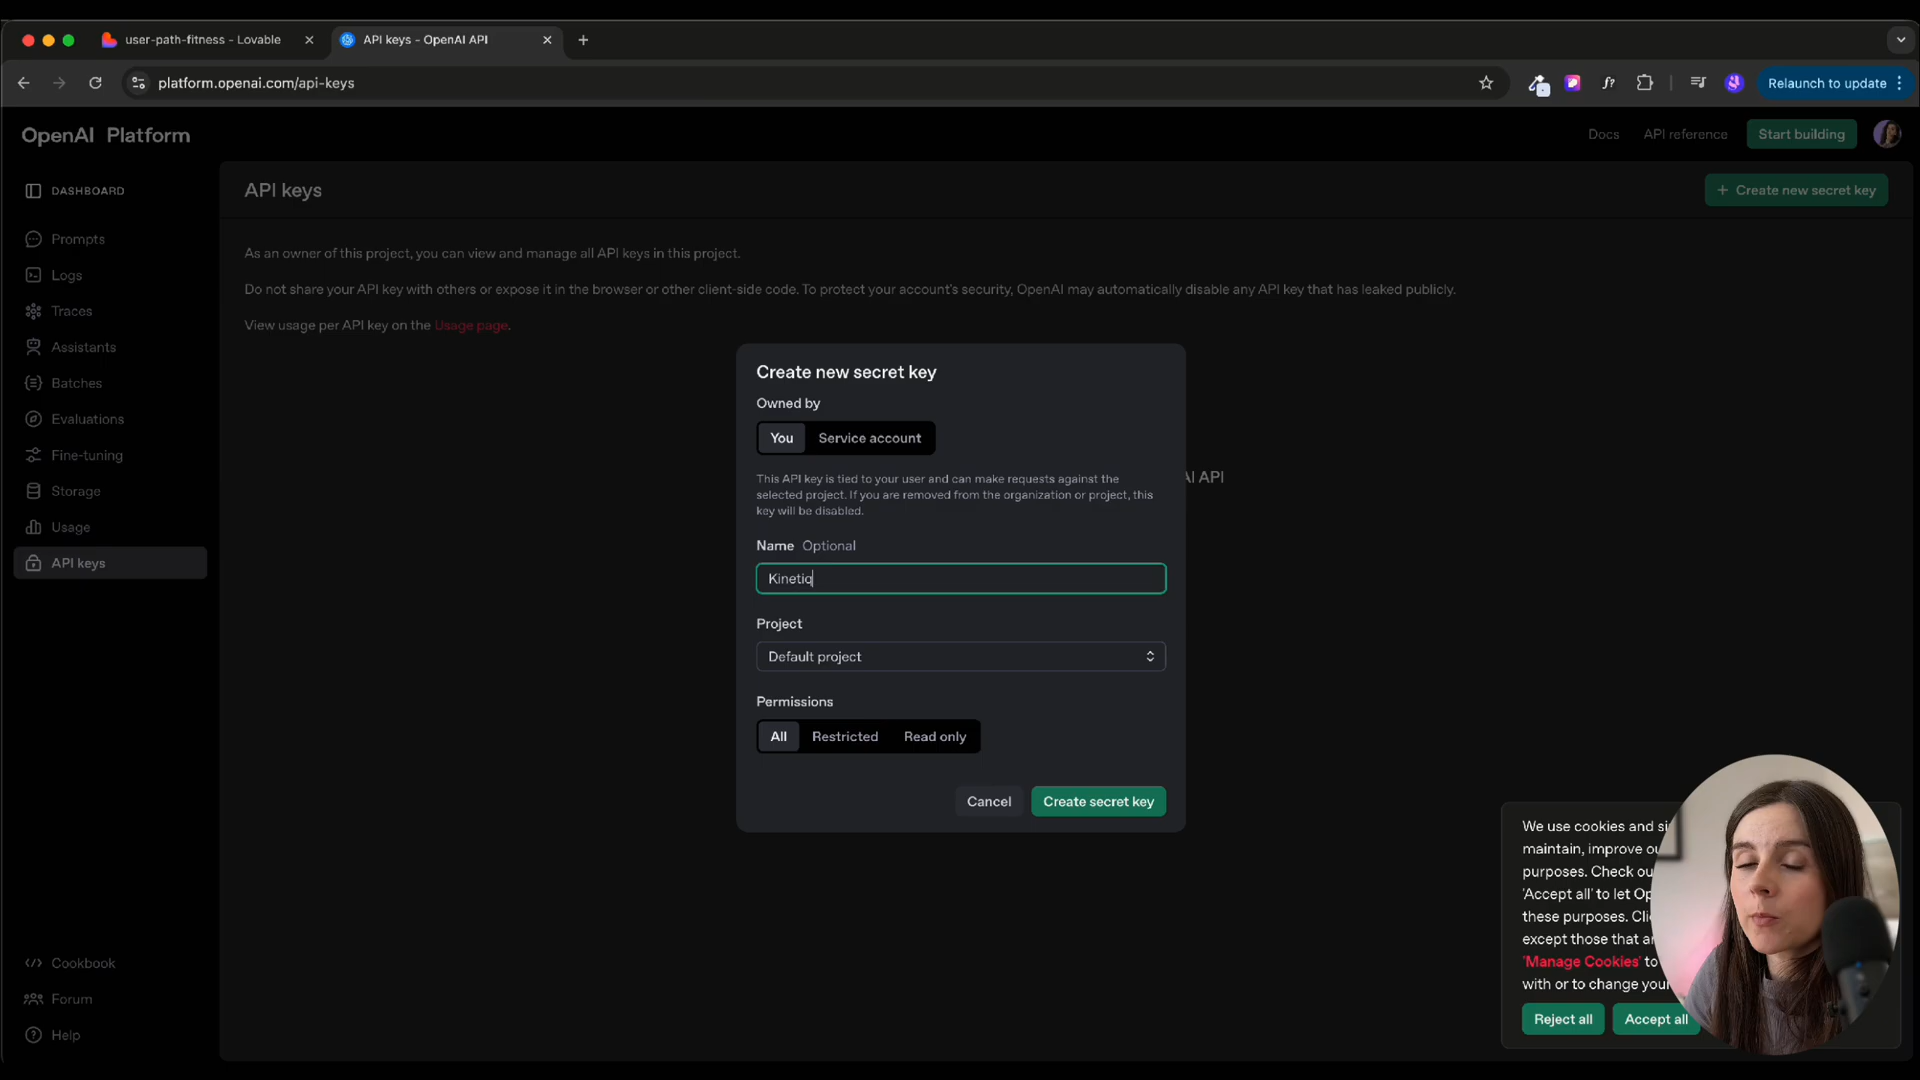 user-path-fitness - Lovable
API keys - OpenAI API
platform.openai.com/api-keys
f?
Relaunch to update
OpenAI Platform
Docs
API reference
Start building
DASHBOARD
Prompts
Logs
Traces
Assistants
Batches
Evaluations
Fine-tuning
Storage
Usage
API keys
Cookbook
Forum
Help
API keys
+ Create new secret key
As an owner of this project, you can view and manage all API keys in this project.
Do not share your API key with others or expose it in the browser or other client-side code. To protect your account's security, OpenAI may automatically disable any API key that has leaked publicly.
View usage per API key on the Usage page.
AI API
Create new secret key
Owned by
You
Service account
This API key is tied to your user and can make requests against the
selected project. If you are removed from the organization or project, this
key will be disabled.
Name Optional
Kinetiq
Project
Default project
Permissions
All
Restricted
Read only
Cancel
Create secret key
We use cookies and si
maintain, improve ou
purposes. Check ou
'Accept all' to let Op
these purposes. Cli
except those that ar
'Manage Cookies' to
with or to change your
Reject all
Accept all